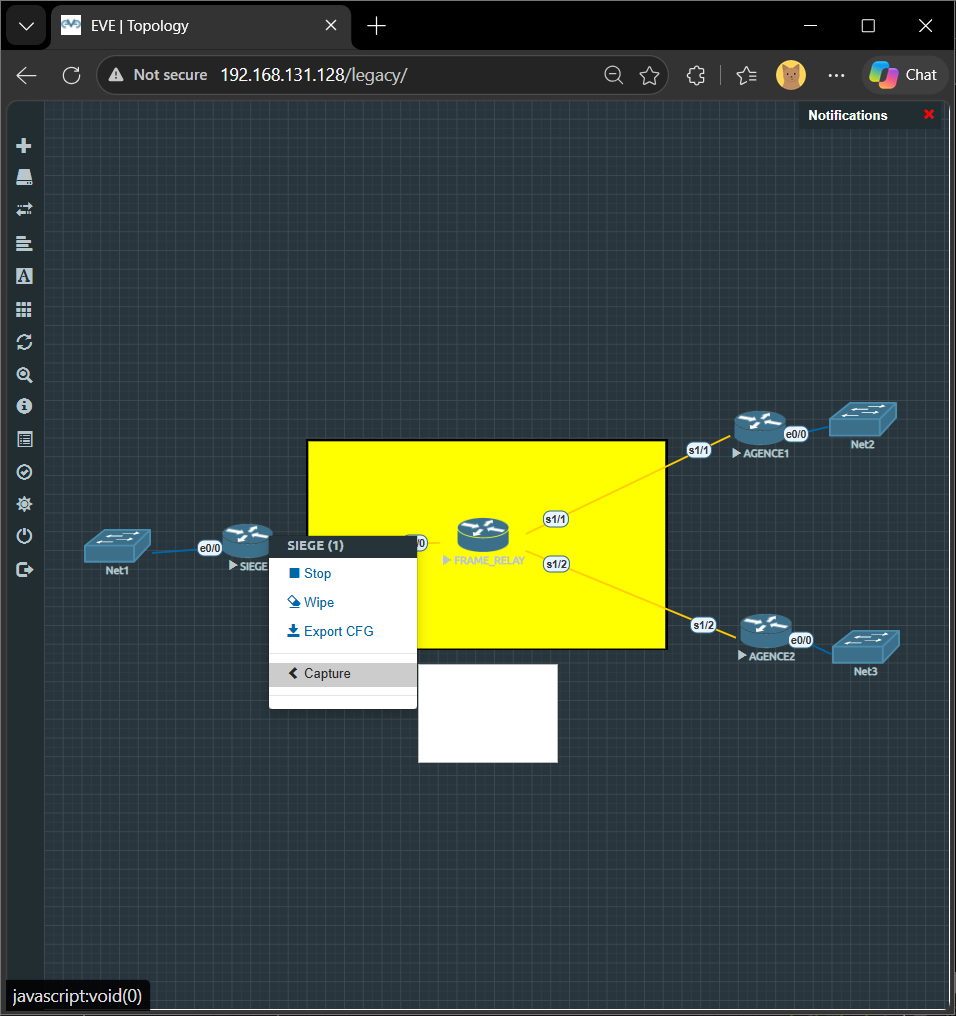 EVE | Topology
Not secure 192.168.131.128/legacy/
Chat
Notifications
s1/1
e0/0
AGENCE1
Net2
s1/1
e0/0
SIEGE
Net1
/0
FRAME_RELAY
s1/2
SIEGE (1)
Stop
Wipe
Export CFG
Capture
s1/2
e0/0
AGENCE2
Net3
javascript:void(0)